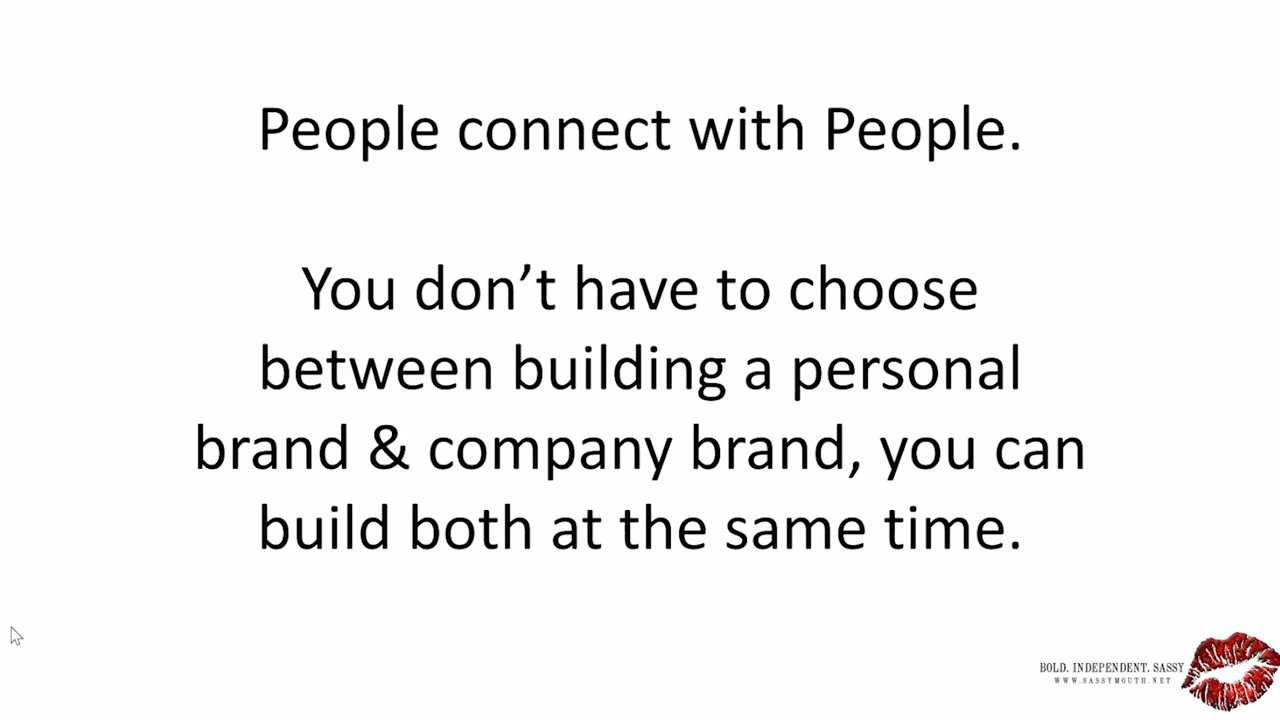 People connect with People.
You don’t have to choose
between building a personal
brand & company brand, you can
build both at the same time.
BOLD. INDEPENDENT. SASSY
WWW.SASSYMOUTH.NET